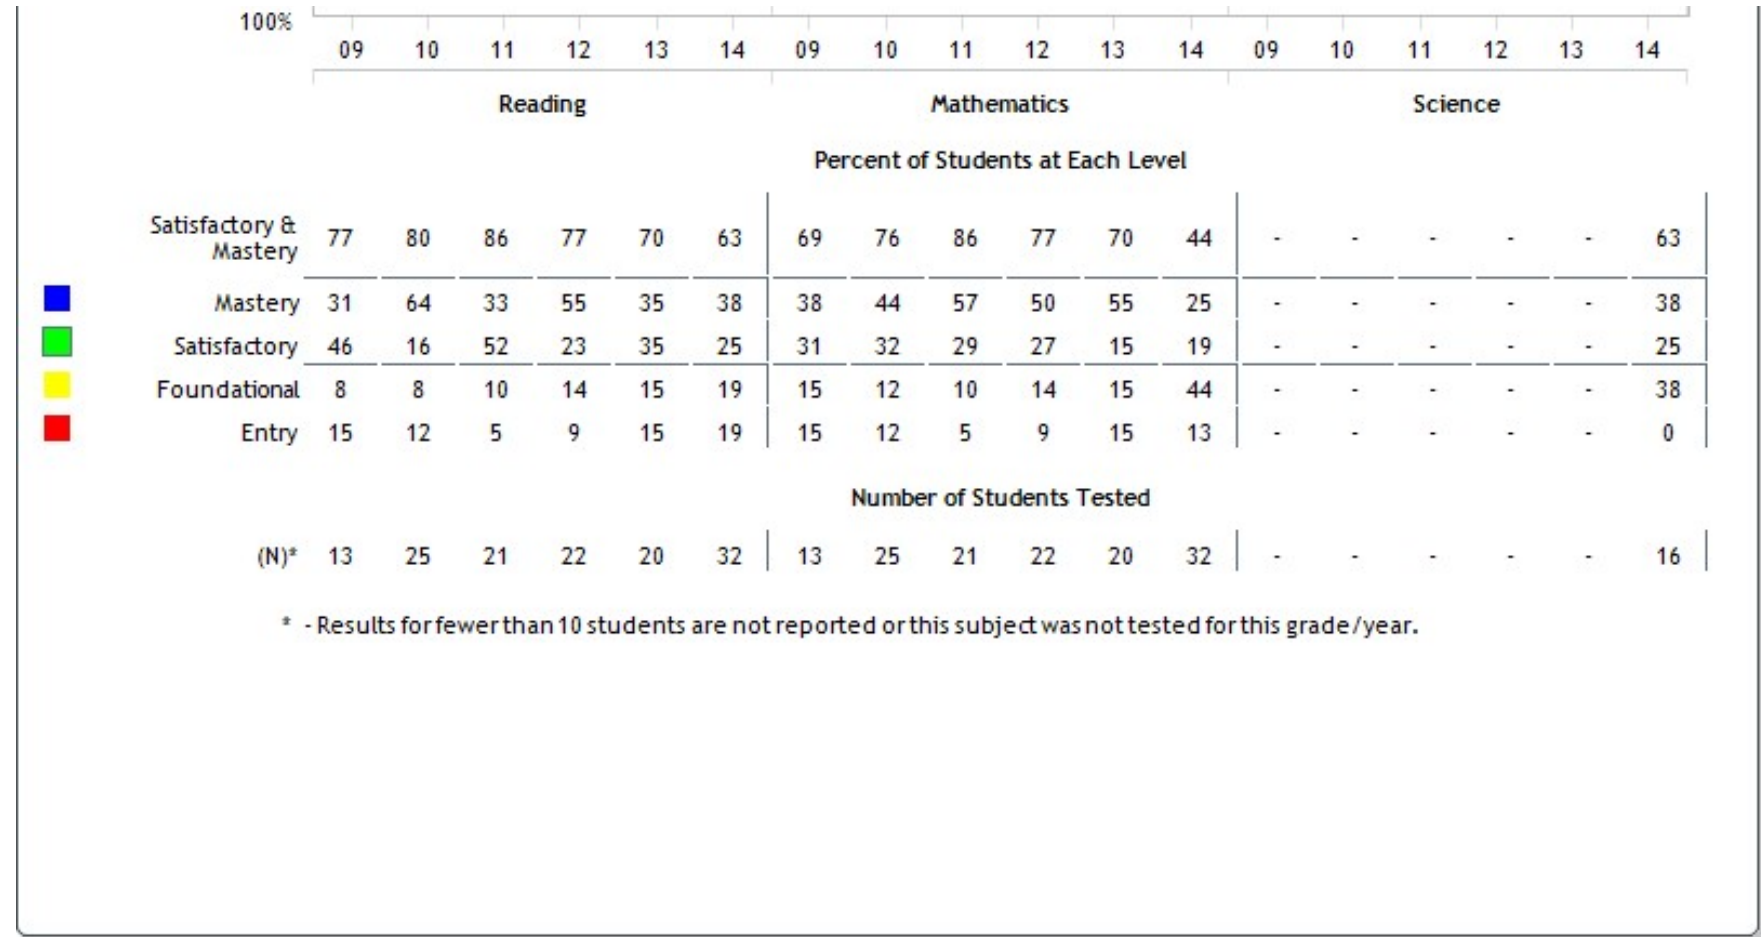 100%
09 10 11 12 13 14 09 10 11 12 13 14 09 10 11 12 13 14
Reading Mathematics Science
Percent of Students at Each Level
Satisfactory &
Mastery 77 80 86 77 70 63 69 76 86 77 70 44 - - - - - 63
Mastery 31 64 33 55 35 38 38 44 57 50 55 25 - - - - - 38
Satisfactory 46 16 52 23 35 25 31 32 29 27 15 19 - - - - - 25
Foundational 8 8 10 14 15 19 15 12 10 14 15 44 - - - - - 38
Entry 15 12 5 9 15 19 15 12 5 9 15 13 - - - - - 0
Number of Students Tested
(N)* 13 25 21 22 20 32 13 25 21 22 20 32 - - - - - 16
* - Results for fewer than 10 students are not reported or this subject was not tested for this grade/year.